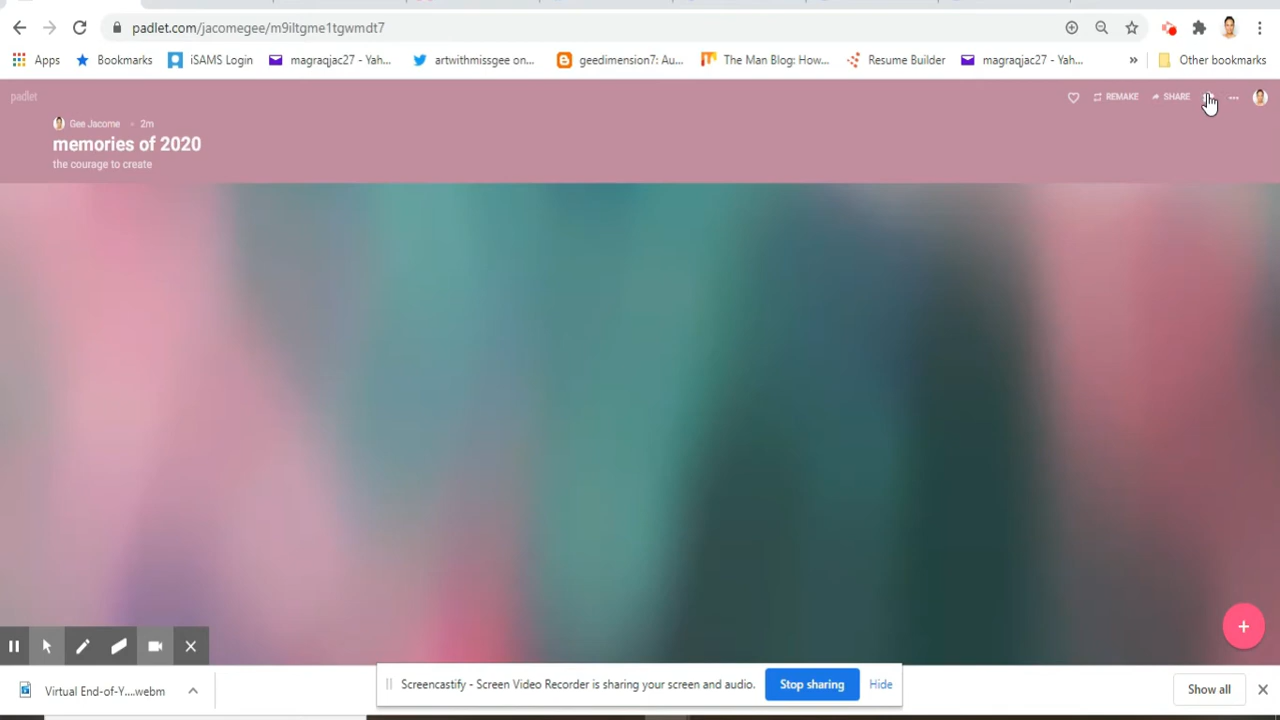 padlet.com/jacomegee/m9iltgme1tgwmdt7
Apps Bookmarks iSAMS Login magraqjac27 - Yah... artwithmissgee on... geedimension7: Au... The Man Blog: How... Resume Builder magraqjac27 - Yah... » Other bookmarks
padlet REMAKE SHARE
Gee Jacome • 2m
memories of 2020
the courage to create
+
Screencastify - Screen Video Recorder is sharing your screen and audio. Stop sharing Hide
Virtual End-of-Y....webm Show all